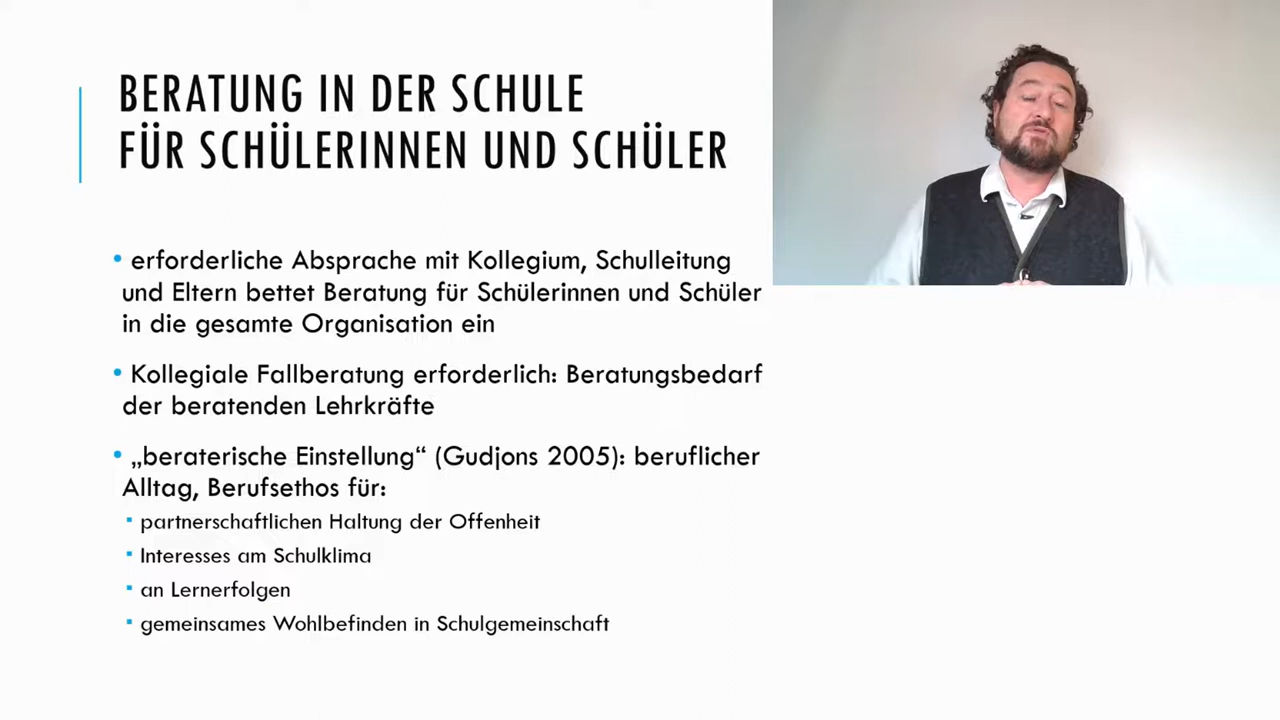 BERATUNG IN DER SCHULE
FÜR SCHÜLERINNEN UND SCHÜLER
• erforderliche Absprache mit Kollegium, Schulleitung
und Eltern bettet Beratung für Schülerinnen und Schüler
in die gesamte Organisation ein
• Kollegiale Fallberatung erforderlich: Beratungsbedarf
der beratenden Lehrkräfte
• „beraterische Einstellung“ (Gudjons 2005): beruflicher
Alltag, Berufsethos für:
▪ partnerschaftlichen Haltung der Offenheit
▪ Interesses am Schulklima
▪ an Lernerfolgen
▪ gemeinsames Wohlbefinden in Schulgemeinschaft